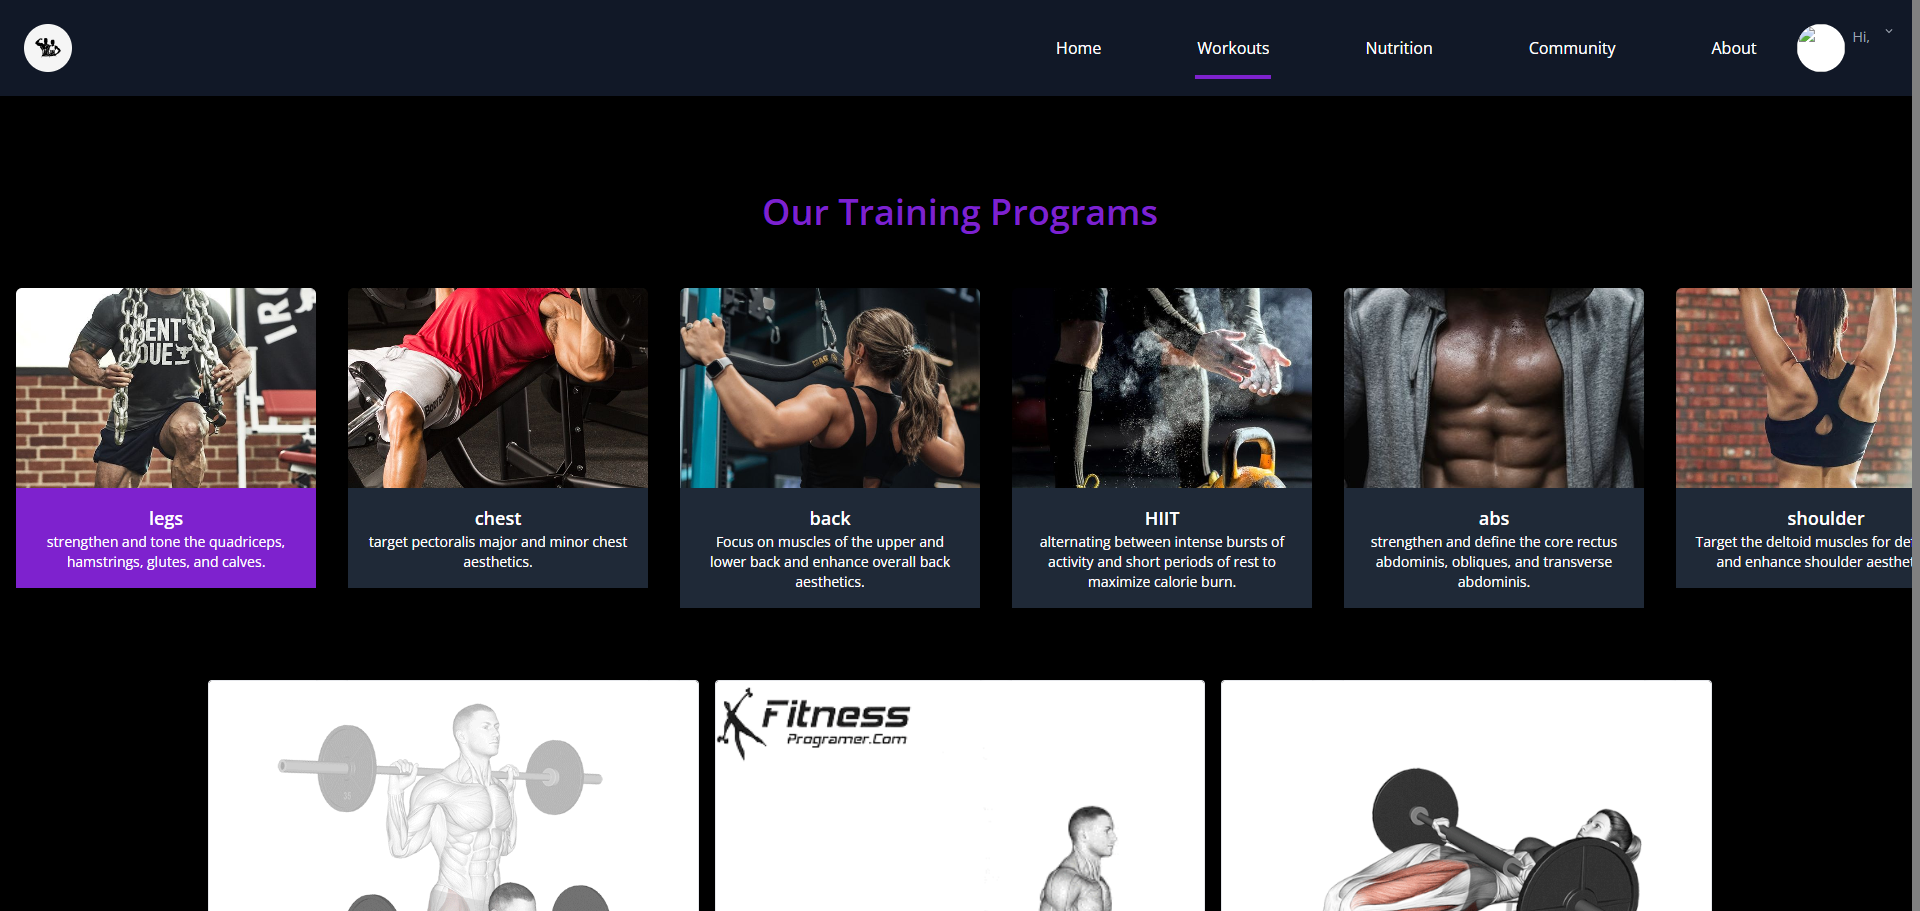 Home Workouts Nutrition Community About Hi,
Our Training Programs
legs
strengthen and tone the quadriceps,
hamstrings, glutes, and calves.
chest
target pectoralis major and minor chest
aesthetics.
back
Focus on muscles of the upper and
lower back and enhance overall back
aesthetics.
HIIT
alternating between intense bursts of
activity and short periods of rest to
maximize calorie burn.
abs
strengthen and define the core rectus
abdominis, obliques, and transverse
abdominis.
shoulder
Target the deltoid muscles for
and enhance shoulder
Fitness
Programer.Com